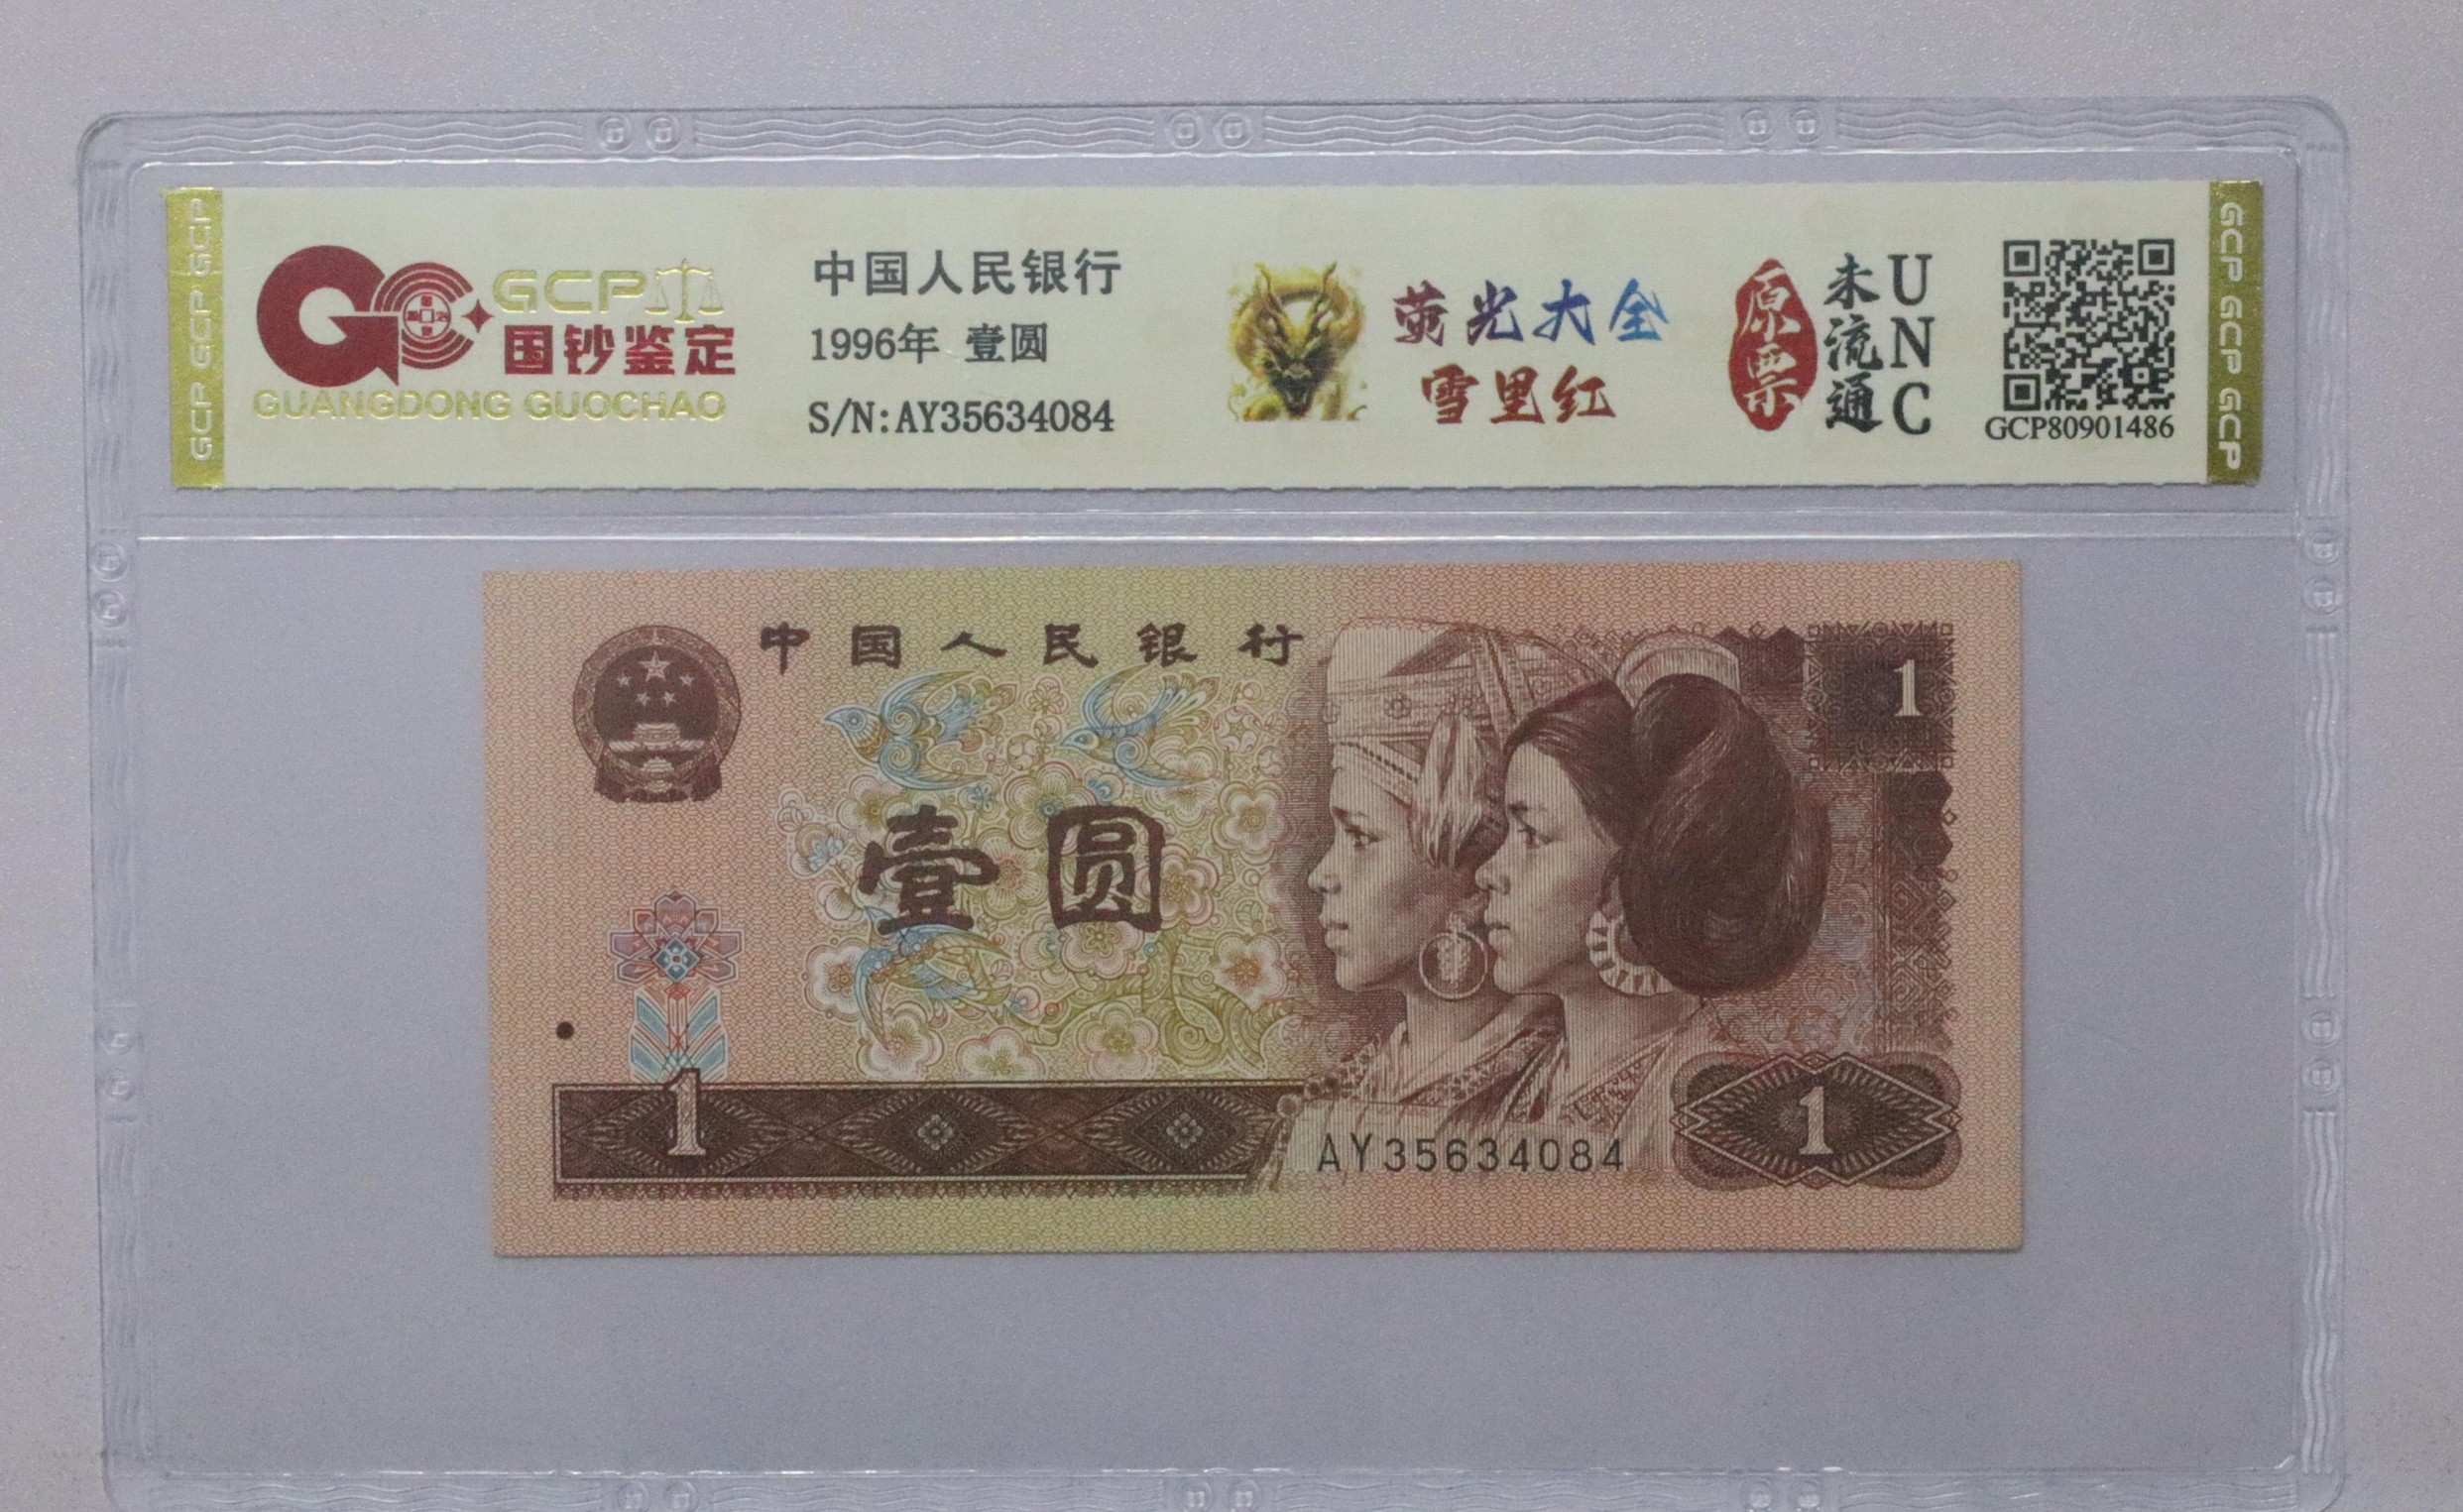 GCP GCP GCP
GCP
国钞鉴定
GUANGDONG GUOCHAO
中国人民银行
1996年 壹圆
S/N:AY35634084
荧光大全
雪里红
原票
未流通
UNC
GCP80901486
GCP GCP GCP
中国人民银行
1
壹圆
1
AY35634084
1